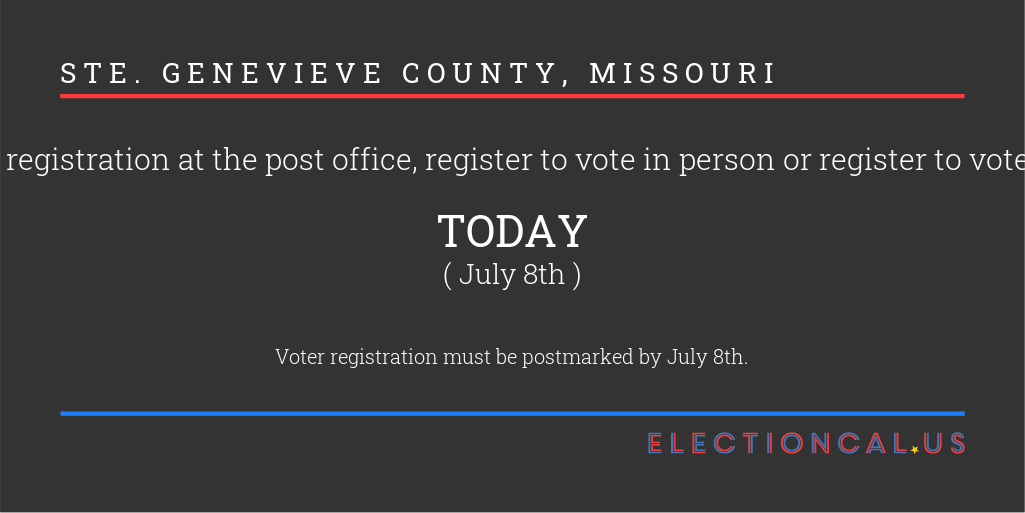 STE. GENEVIEVE COUNTY, MISSOURI
registration at the post office, register to vote in person or register to vote
TODAY
( July 8th )
Voter registration must be postmarked by July 8th.
ELECTIONCAL.US